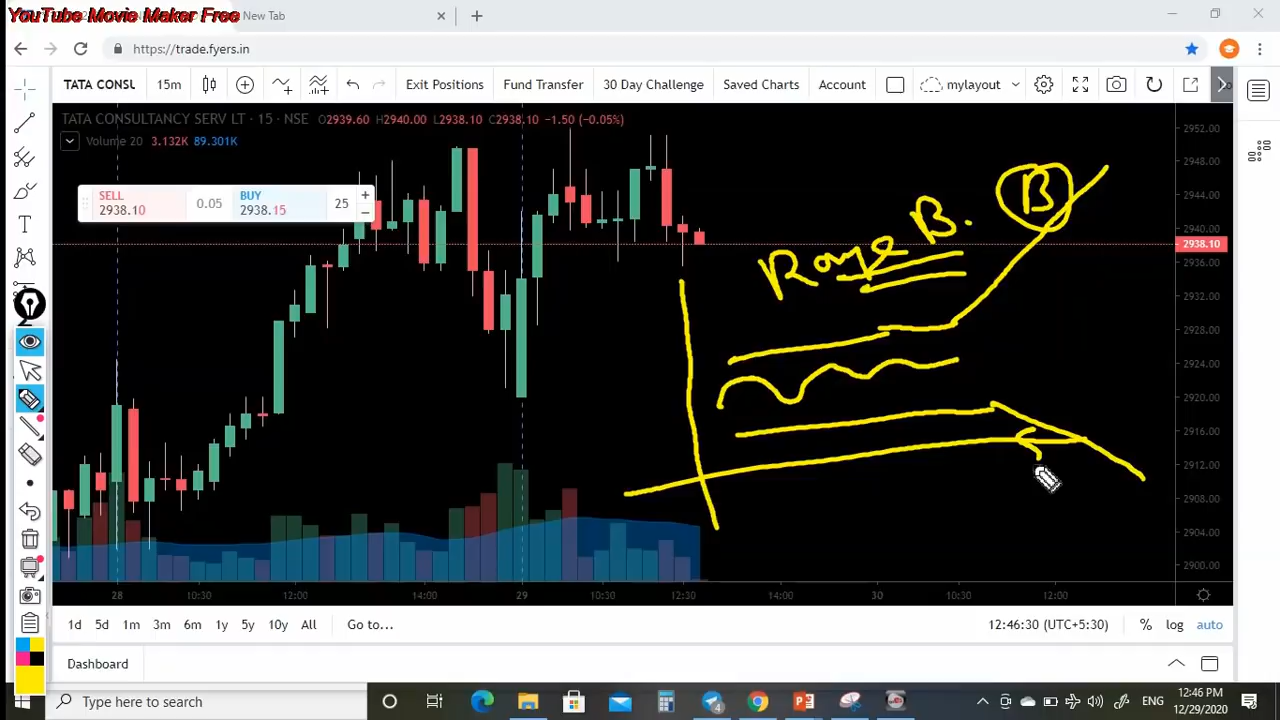 YouTube Movie Maker Free
New Tab
https://trade.fyers.in
TATA CONSL 15m Exit Positions Fund Transfer 30 Day Challenge Saved Charts Account mylayout
TATA CONSULTANCY SERV LT · 15 · NSE O2939.60 H2940.00 L2938.10 C2938.10 −1.50 (−0.05%)
Volume 20 3.132K 89.301K
SELL 2938.10 0.05 BUY 2938.15 25
B
Range B.
2952.00
2948.00
2944.00
2940.00
2938.10
2936.00
2932.00
2928.00
2924.00
2920.00
2916.00
2912.00
2908.00
2904.00
2900.00
28 10:30 12:00 14:00 29 10:30 12:30 14:00 30 10:30 12:00
1d 5d 1m 3m 6m 1y 5y 10y All Go to... 12:46:30 (UTC+5:30) % log auto
Dashboard
Type here to search ENG 12:46 PM
12/29/2020